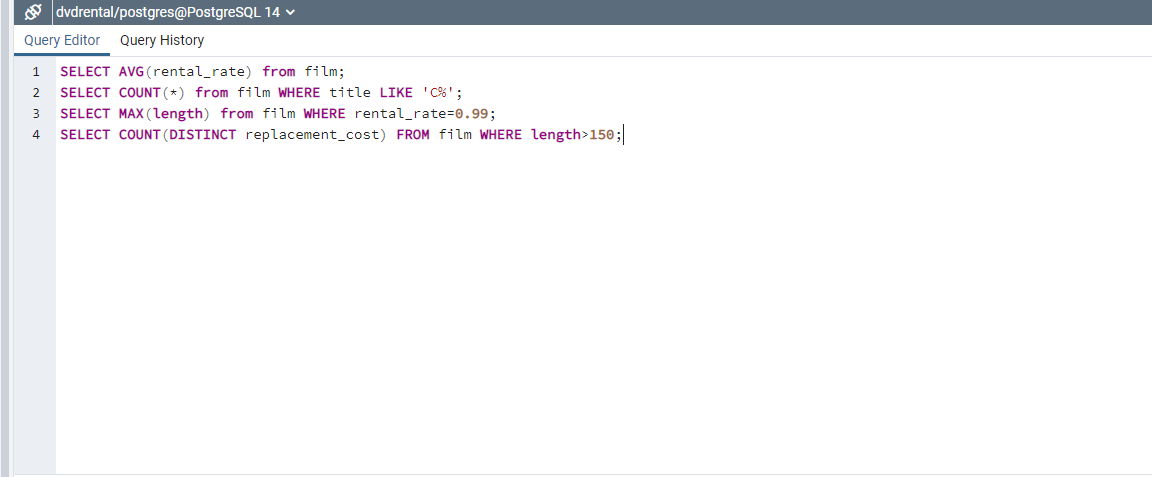 dvdrental/postgres@PostgreSQL 14
Query Editor Query History
1 SELECT AVG(rental_rate) from film;
2 SELECT COUNT(*) from film WHERE title LIKE 'C%';
3 SELECT MAX(length) from film WHERE rental_rate=0.99;
4 SELECT COUNT(DISTINCT replacement_cost) FROM film WHERE length>150;